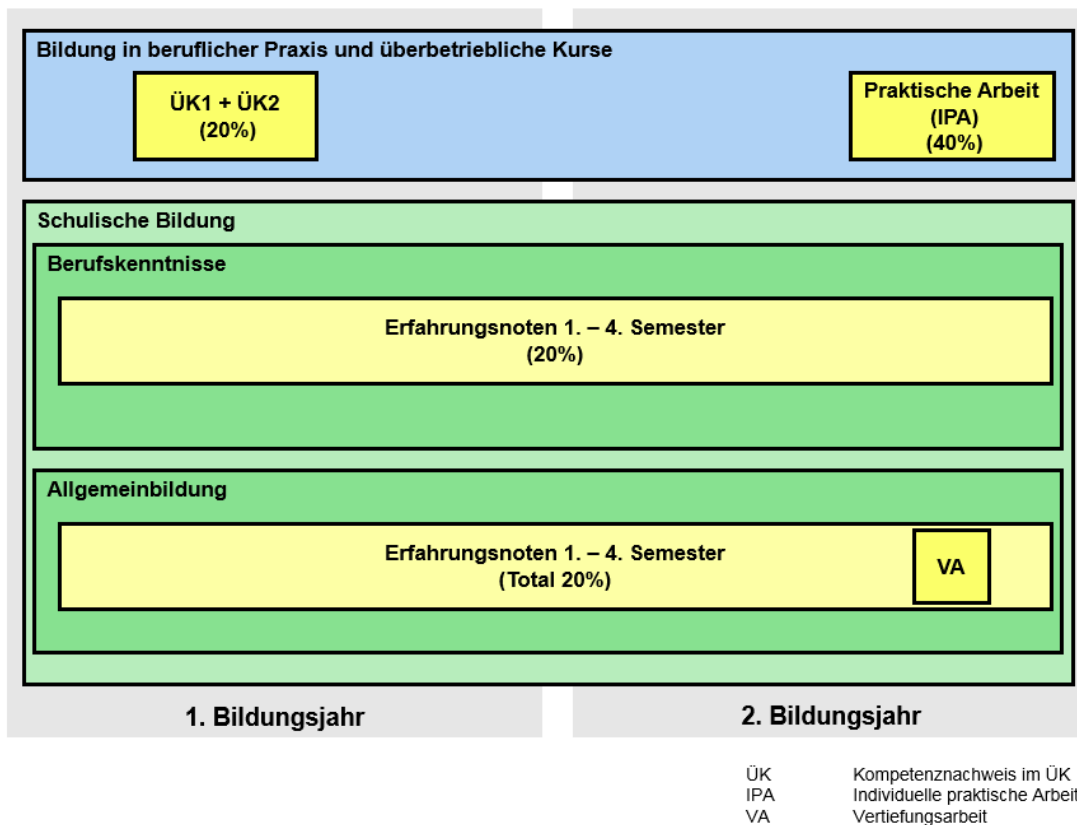 Bildung in beruflicher Praxis und überbetriebliche Kurse
ÜK1 + ÜK2
(20%)
Praktische Arbeit
(IPA)
(40%)
Schulische Bildung
Berufskenntnisse
Erfahrungsnoten 1. – 4. Semester
(20%)
Allgemeinbildung
Erfahrungsnoten 1. – 4. Semester
(Total 20%)
VA
1. Bildungsjahr
2. Bildungsjahr
ÜK Kompetenznachweis im ÜK
IPA Individuelle praktische Arbeit
VA Vertiefungsarbeit